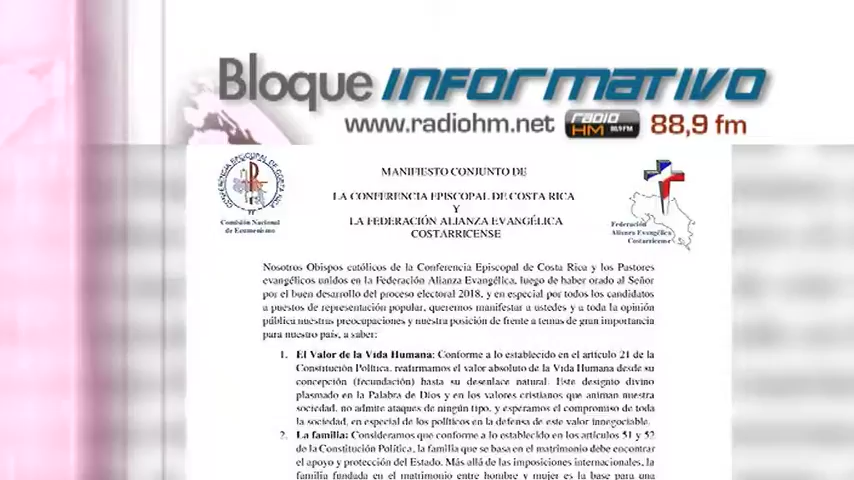 Bloque INFORMATIVO
www.radiohm.net RADIO HM 88,9 FM 88,9 fm
CONFERENCIA EPISCOPAL DE COSTA RICA
Comisión Nacional
de Ecumenismo
MANIFIESTO CONJUNTO DE
LA CONFERENCIA EPISCOPAL DE COSTA RICA
Y
LA FEDERACIÓN ALIANZA EVANGÉLICA
COSTARRICENSE
Federación
Alianza Evangélica
Costarricense
Nosotros Obispos católicos de la Conferencia Episcopal de Costa Rica y los Pastores
evangélicos unidos en la Federación Alianza Evangélica, luego de haber orado al Señor
por el buen desarrollo del proceso electoral 2018, y en especial por todos los candidatos
a puestos de representación popular, queremos manifestar a ustedes y a toda la opinión
pública nuestras preocupaciones y nuestra posición de frente a temas de gran importancia
para nuestro país, a saber:
1. El Valor de la Vida Humana: Conforme a lo establecido en el artículo 21 de la
Constitución Política, reafirmamos el valor absoluto de la Vida Humana desde su
concepción (fecundación) hasta su desenlace natural. Este designio divino
plasmado en la Palabra de Dios y en los valores cristianos que animan nuestra
sociedad, no admite ataques de ningún tipo, y esperamos el compromiso de toda
la sociedad, en especial de los políticos en la defensa de este valor innegociable.
2. La familia: Consideramos que conforme a lo establecido en los artículos 51 y 52
de la Constitución Política, la familia que se basa en el matrimonio debe encontrar
el apoyo y protección del Estado. Más allá de las imposiciones internacionales, la
familia fundada en el matrimonio entre hombre y mujer es la base para una